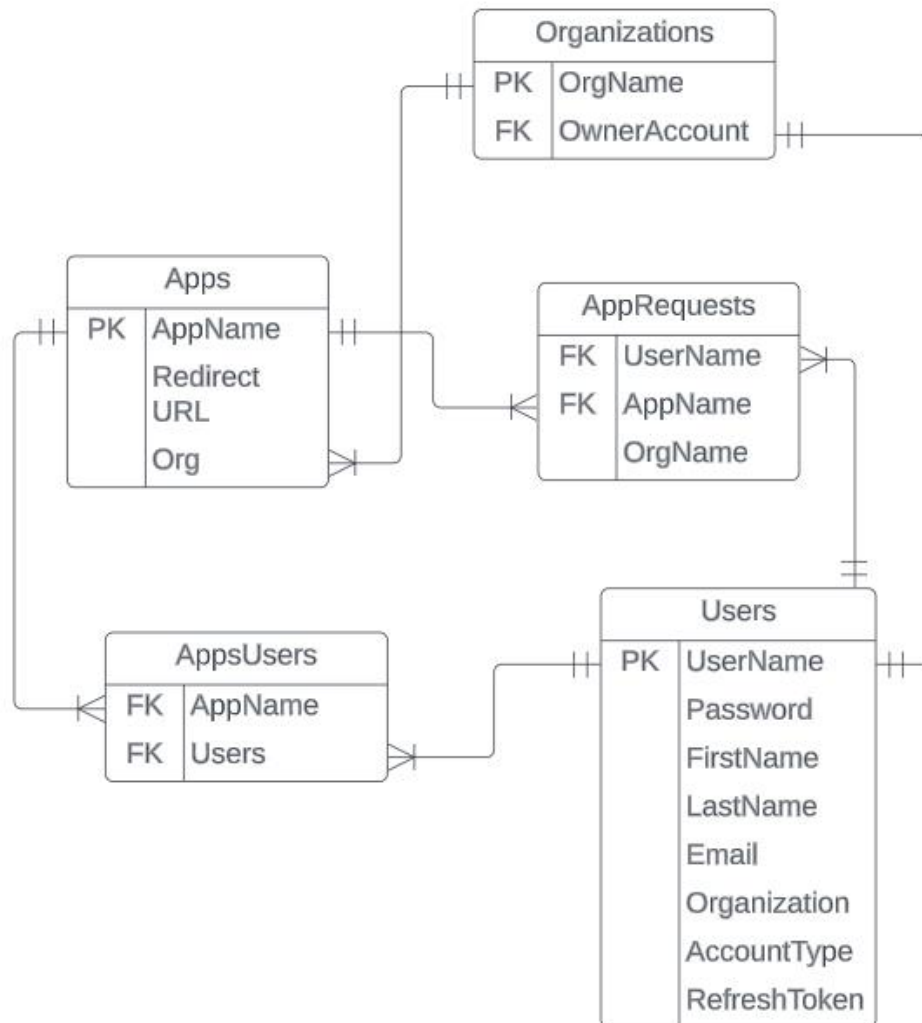 Organizations
PK OrgName
FK OwnerAccount
Apps
PK AppName
Redirect
URL
Org
AppRequests
FK UserName
FK AppName
OrgName
AppsUsers
FK AppName
FK Users
Users
PK UserName
Password
FirstName
LastName
Email
Organization
AccountType
RefreshToken